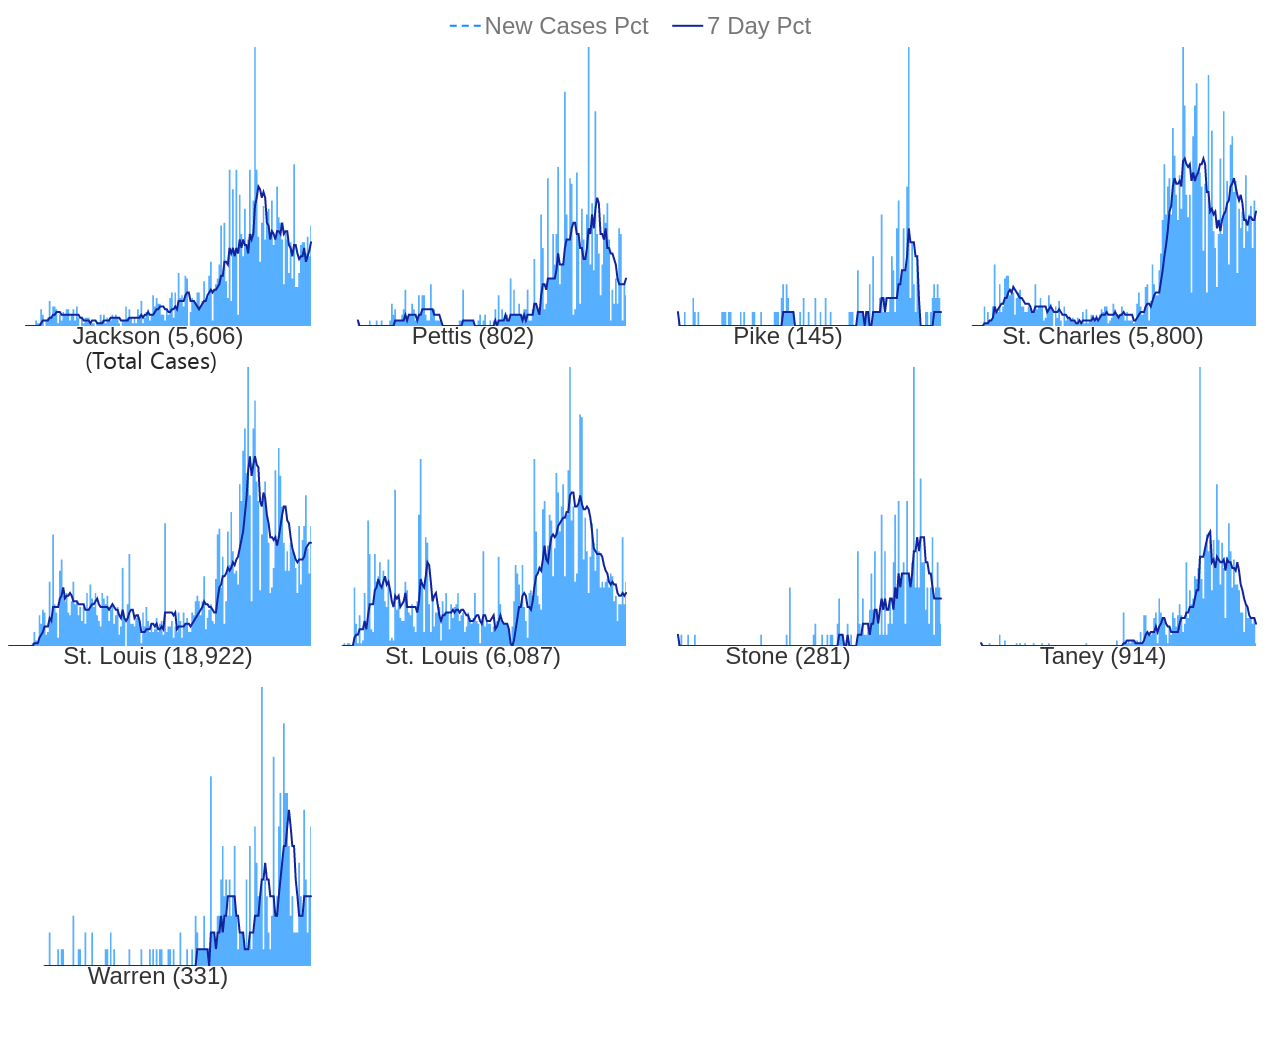 New Cases Pct 7 Day Pct
Jackson (5,606)
(Total Cases)
Pettis (802)
Pike (145)
St. Charles (5,800)
St. Louis (18,922)
St. Louis (6,087)
Stone (281)
Taney (914)
Warren (331)